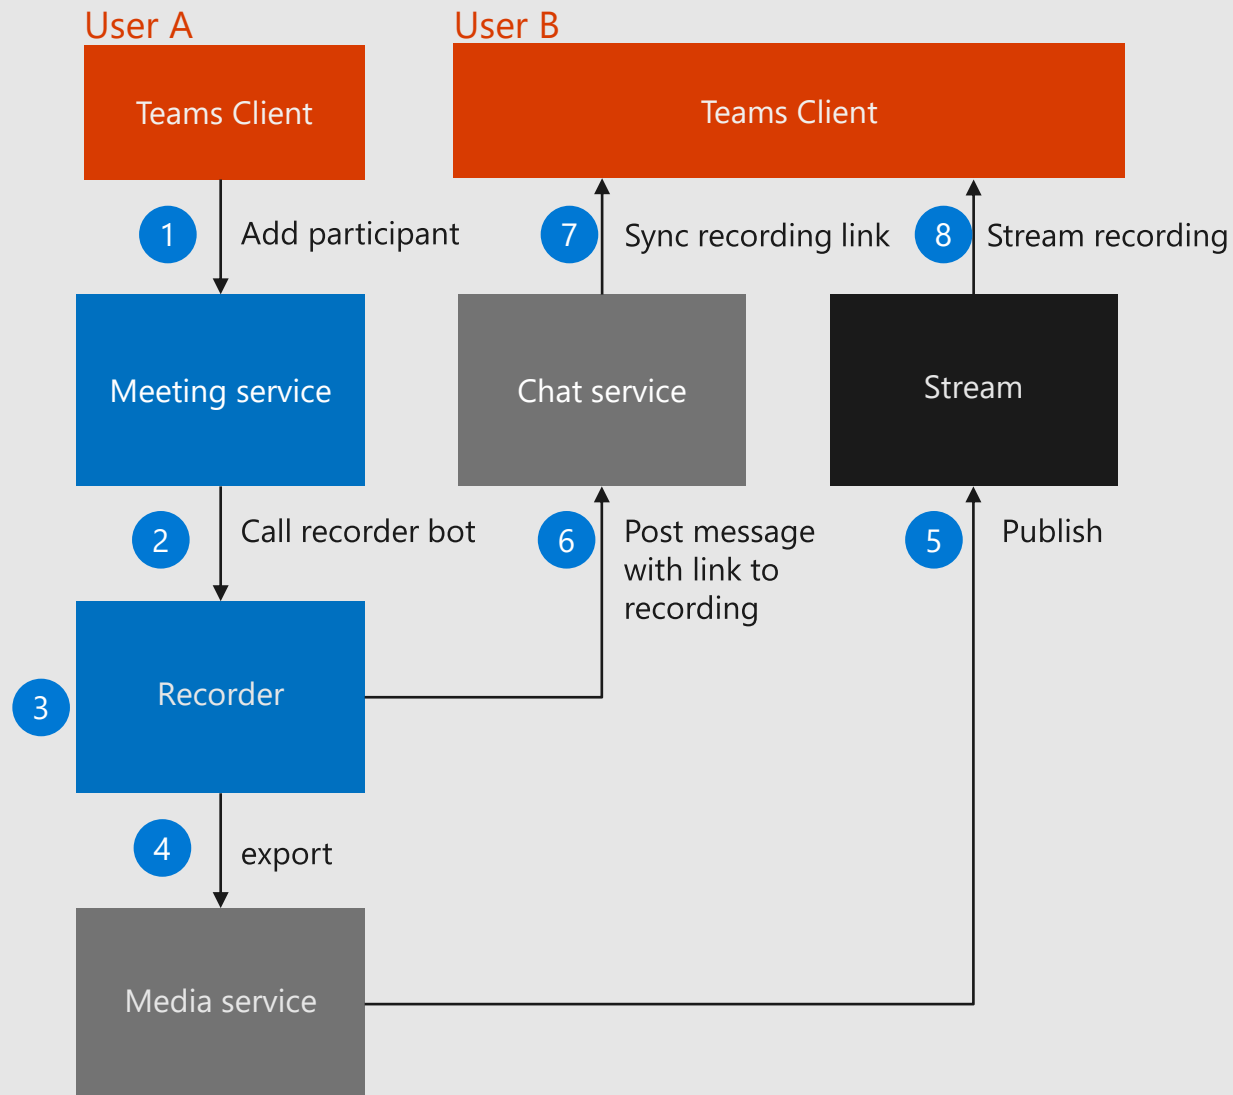 User A
User B
Teams Client
Teams Client
1
Add participant
7
Sync recording link
8
Stream recording
Meeting service
Chat service
Stream
2
Call recorder bot
6
Post message
with link to
recording
5
Publish
3
Recorder
4
export
Media service